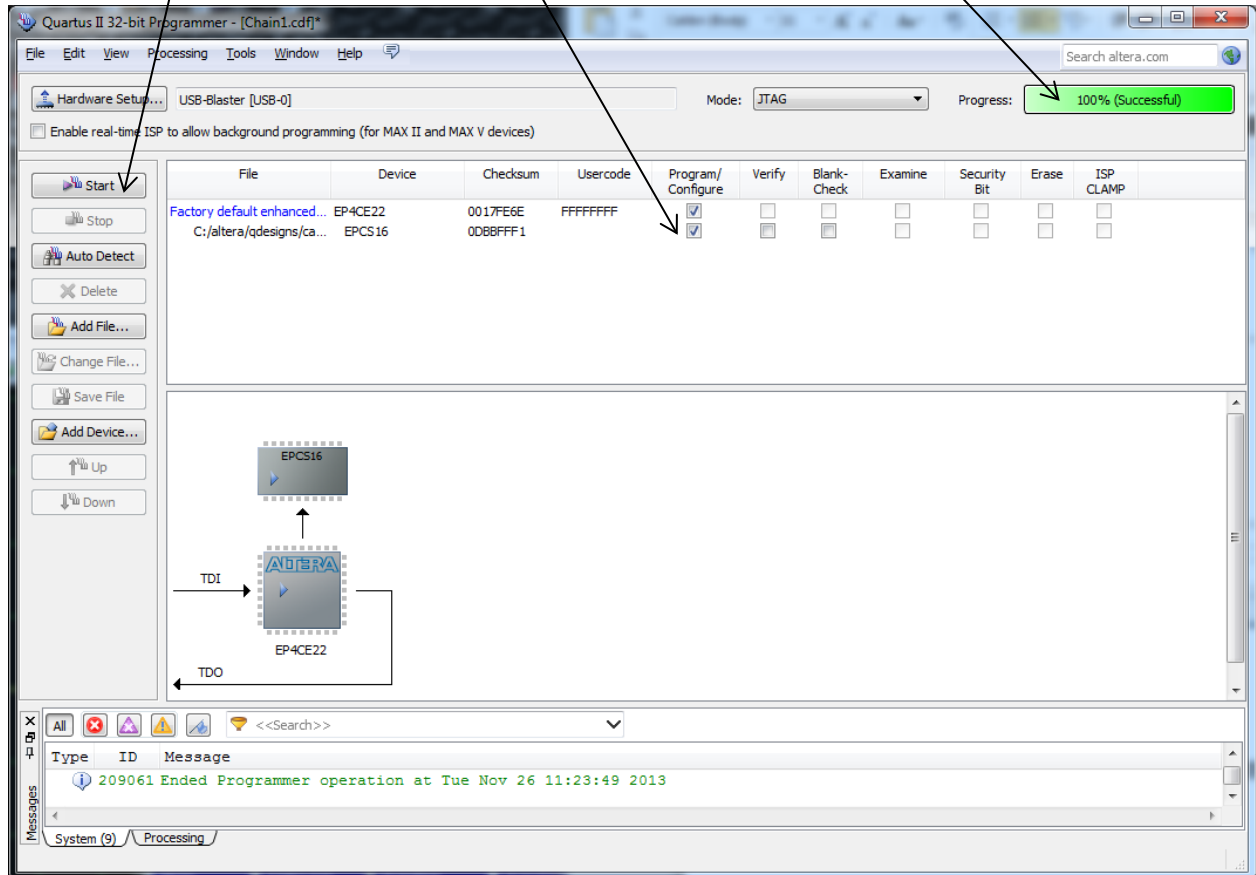 Quartus II 32-bit Programmer - [Chain1.cdf]*
File Edit View Processing Tools Window Help
Search altera.com
Hardware Setup... USB-Blaster [USB-0] Mode: JTAG Progress: 100% (Successful)
Enable real-time ISP to allow background programming (for MAX II and MAX V devices)
Start
Stop
Auto Detect
Delete
Add File...
Change File...
Save File
Add Device...
Up
Down
File Device Checksum Usercode Program/ Configure Verify Blank- Check Examine Security Bit Erase ISP CLAMP
Factory default enhanced... EP4CE22 0017FE6E FFFFFFFF
C:/altera/qdesigns/ca... EPCS16 0DBBFFF1
EPCS16
ALTERA
TDI
EP4CE22
TDO
All <<Search>>
Type ID Message
209061 Ended Programmer operation at Tue Nov 26 11:23:49 2013
Messages
System (9) Processing